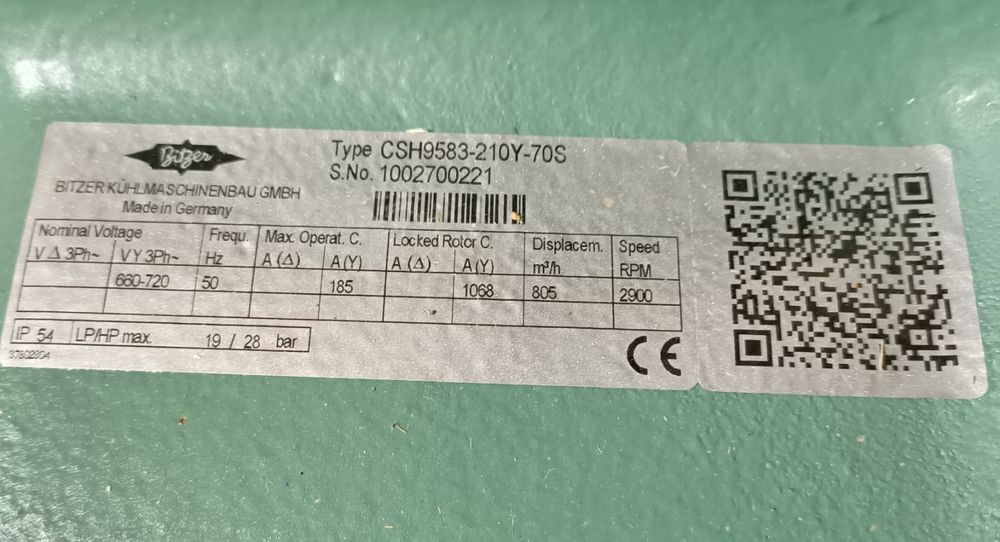 Bitzer
BITZER KÜHLMASCHINENBAU GMBH
Made in Germany
Type CSH9583-210Y-70S
S.No. 1002700221
Nominal Voltage Frequ. Max. Operat. C. Locked Rotor C. Displacem. Speed
V Δ 3Ph~ V Y 3Ph~ Hz A (Δ) A (Y) A (Δ) A (Y) m³/h RPM
660-720 50 185 1068 805 2900
IP 54 LP/HP max. 19 / 28 bar
37802304
CE